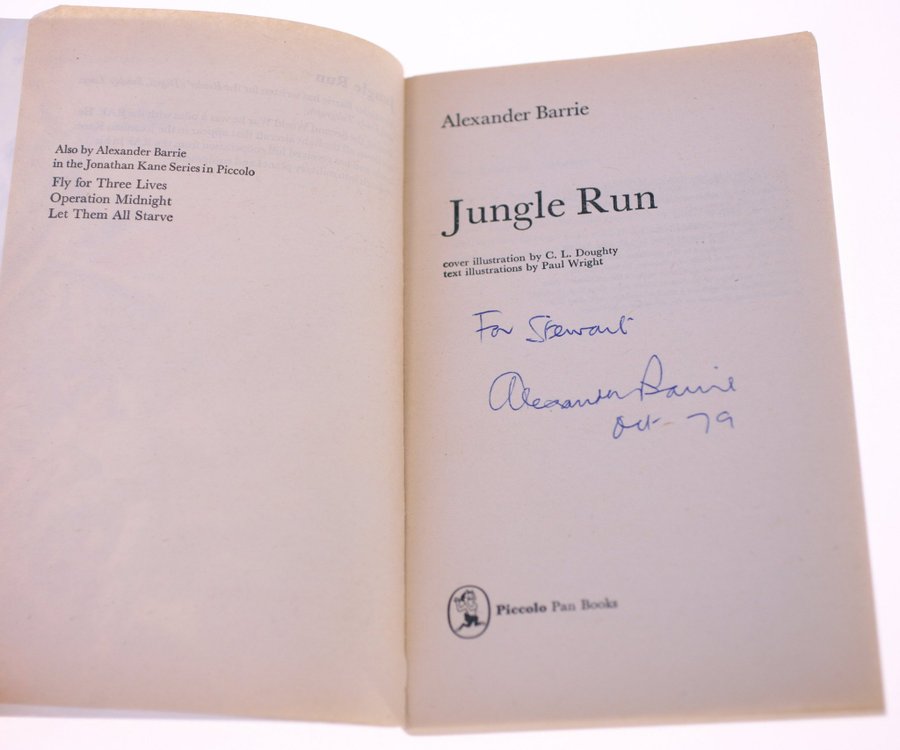 Also by Alexander Barrie
in the Jonathan Kane Series in Piccolo
Fly for Three Lives
Operation Midnight
Let Them All Starve
Alexander Barrie
Jungle Run
cover illustration by C. L. Doughty
text illustrations by Paul Wright
For Stewart
Alexander Barrie
Oct - 79
Piccolo Pan Books